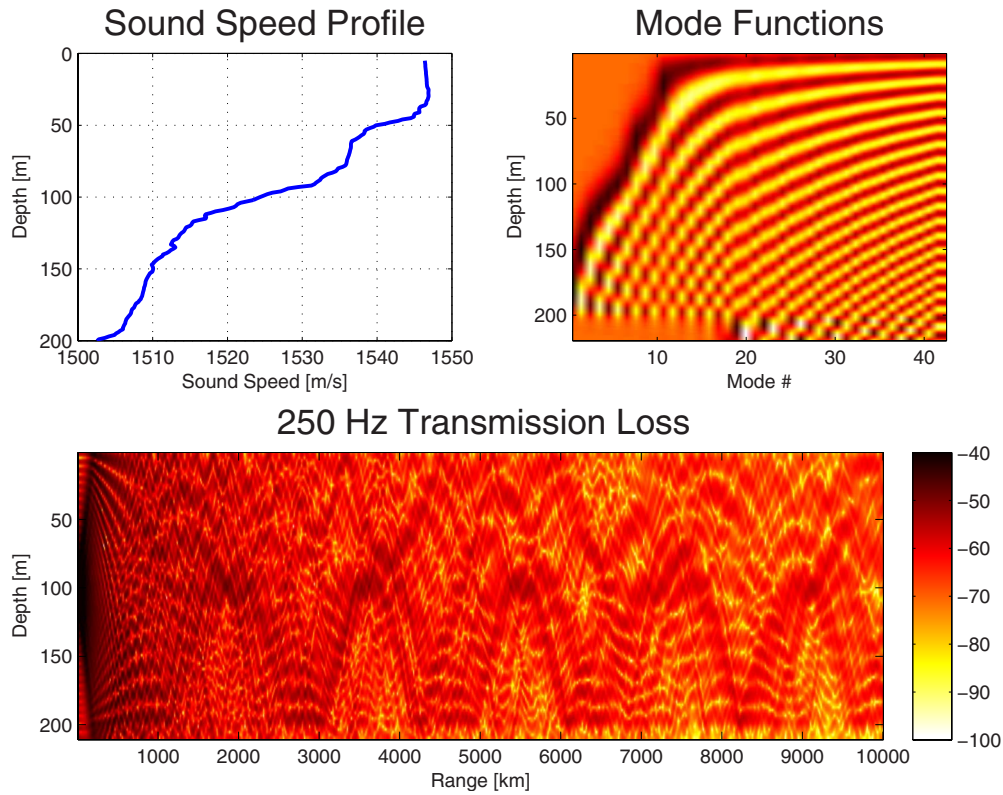 Sound Speed Profile
0
50
100
150
200
Depth [m]
1500 1510 1520 1530 1540 1550
Sound Speed [m/s]
Mode Functions
50
100
150
200
Depth [m]
10 20 30 40
Mode #
250 Hz Transmission Loss
50
100
150
200
Depth [m]
1000 2000 3000 4000 5000 6000 7000 8000 9000 10000
Range [km]
−40
−50
−60
−70
−80
−90
−100